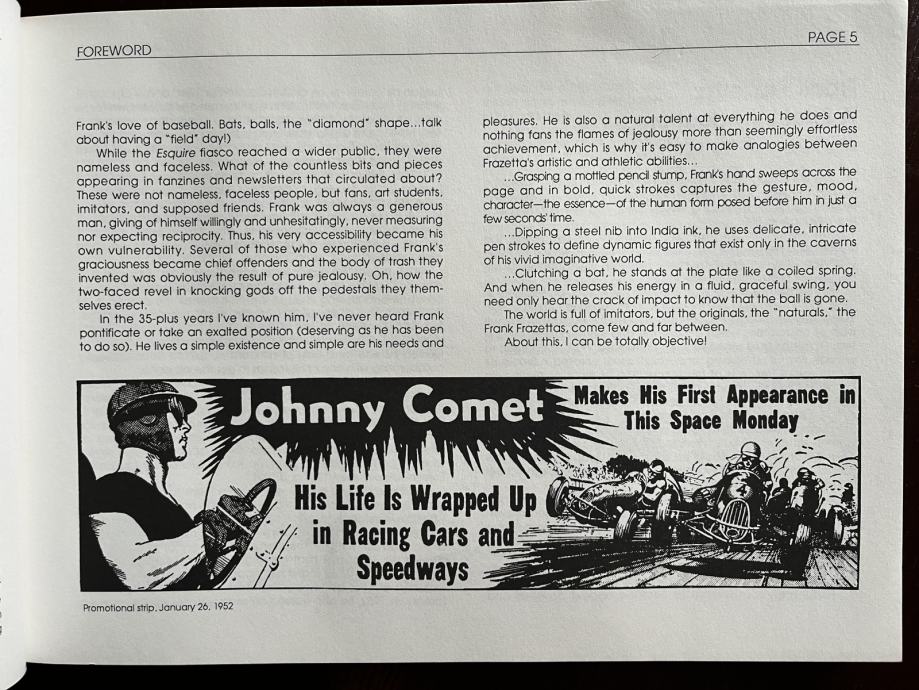 FOREWORD
PAGE 5
Frank's love of baseball. Bats, balls, the "diamond" shape...talk
about having a "field" day!)
While the Esquire fiasco reached a wider public, they were
nameless and faceless. What of the countless bits and pieces
appearing in fanzines and newsletters that circulated about?
These were not nameless, faceless people, but fans, art students,
imitators, and supposed friends. Frank was always a generous
man, giving of himself willingly and unhesitatingly, never measuring
nor expecting reciprocity. Thus, his very accessibility became his
own vulnerability. Several of those who experienced Frank's
graciousness became chief offenders and the body of trash they
invented was obviously the result of pure jealousy. Oh, how the
two-faced revel in knocking gods off the pedestals they them-
selves erect.
In the 35-plus years I've known him, I've never heard Frank
pontificate or take an exalted position (deserving as he has been
to do so). He lives a simple existence and simple are his needs and
pleasures. He is also a natural talent at everything he does and
nothing fans the flames of jealousy more than seemingly effortless
achievement, which is why it's easy to make analogies between
Frazetta's artistic and athletic abilities...
...Grasping a mottled pencil stump, Frank's hand sweeps across the
page and in bold, quick strokes captures the gesture, mood,
character—the essence—of the human form posed before him in just a
few seconds' time.
...Dipping a steel nib into India ink, he uses delicate, intricate
pen strokes to define dynamic figures that exist only in the caverns
of his vivid imaginative world.
...Clutching a bat, he stands at the plate like a coiled spring.
And when he releases his energy in a fluid, graceful swing, you
need only hear the crack of impact to know that the ball is gone.
The world is full of imitators, but the originals, the "naturals," the
Frank Frazettas, come few and far between.
About this, I can be totally objective!
Johnny Comet
Makes His First Appearance in
This Space Monday
His Life Is Wrapped Up
in Racing Cars and
Speedways
4
Promotional strip, January 26, 1952